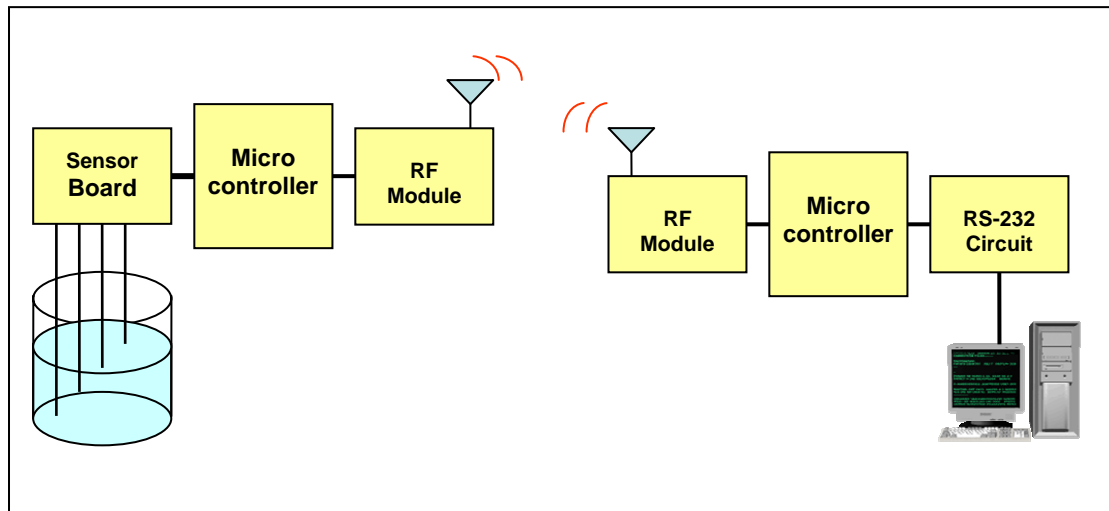 Sensor
Board
Micro
controller
RF
Module
RF
Module
Micro
controller
RS-232
Circuit